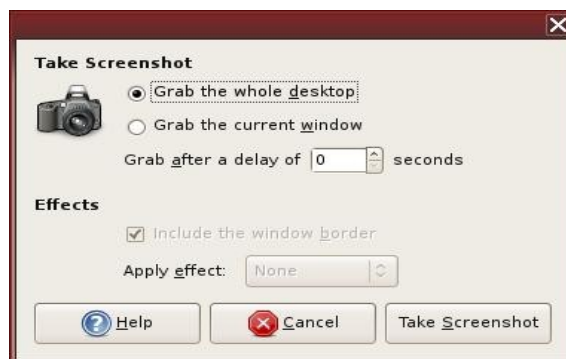 Take Screenshot
Grab the whole desktop
Grab the current window
Grab after a delay of 0 seconds
Effects
Include the window border
Apply effect: None
Help Cancel Take Screenshot